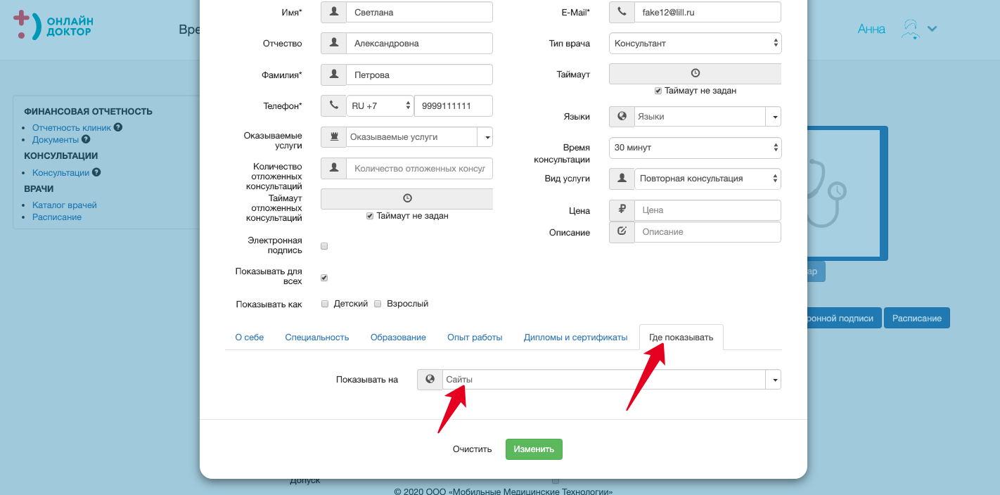 ОНЛАЙН
ДОКТОР
Вре
Анна
ФИНАНСОВАЯ ОТЧЕТНОСТЬ
Отчетность клиник
Документы
КОНСУЛЬТАЦИИ
Консультации
ВРАЧИ
Каталог врачей
Расписание
Имя*
Светлана
Отчество
Александровна
Фамилия*
Петрова
Телефон*
RU +7
9999111111
Оказываемые
услуги
Оказываемые услуги
Количество
отложенных
консультаций
Количество отложенных консул
Таймаут
отложенных
консультаций
Таймаут не задан
Электронная
подпись
Показывать для
всех
Показывать как
Детский
Взрослый
E-Mail*
fake12@lill.ru
Тип врача
Консультант
Таймаут
Таймаут не задан
Языки
Языки
Время
консультации
30 минут
Вид услуги
Повторная консультация
Цена
Цена
Описание
Описание
О себе
Специальность
Образование
Опыт работы
Дипломы и сертификаты
Где показывать
Показывать на
Сайты
Очистить
Изменить
ар
ронной подписи
Расписание
Допуск
© 2020 ООО «Мобильные Медицинские Технологии»